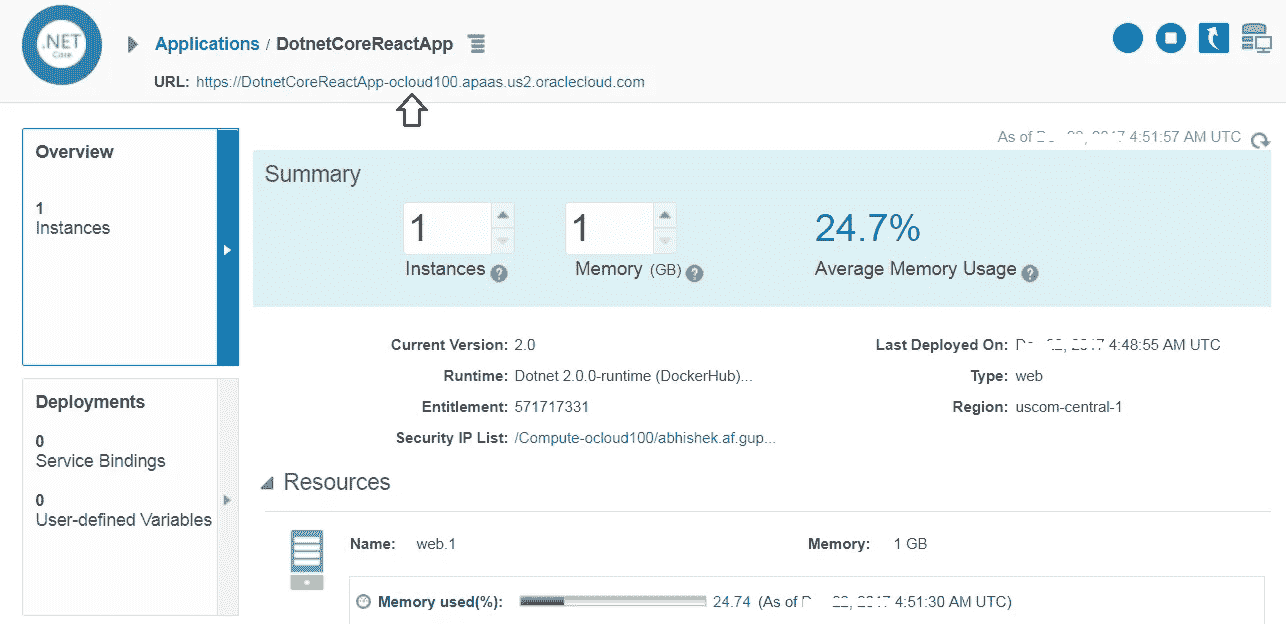 .NET
Core
Applications / DotnetCoreReactApp
URL: https://DotnetCoreReactApp-ocloud100.apaas.us2.oraclecloud.com
As of 4:51:57 AM UTC
Overview
1
Instances
Summary
1 1 24.7%
Instances ? Memory (GB) ? Average Memory Usage ?
Current Version: 2.0 Last Deployed On: 4:48:55 AM UTC
Runtime: Dotnet 2.0.0-runtime (DockerHub)... Type: web
Entitlement: 571717331 Region: uscom-central-1
Security IP List: /Compute-ocloud100/abhishek.af.gup...
Deployments
0
Service Bindings
0
User-defined Variables
Resources
Name: web.1 Memory: 1 GB
Memory used(%): 24.74 (As of 4:51:30 AM UTC)